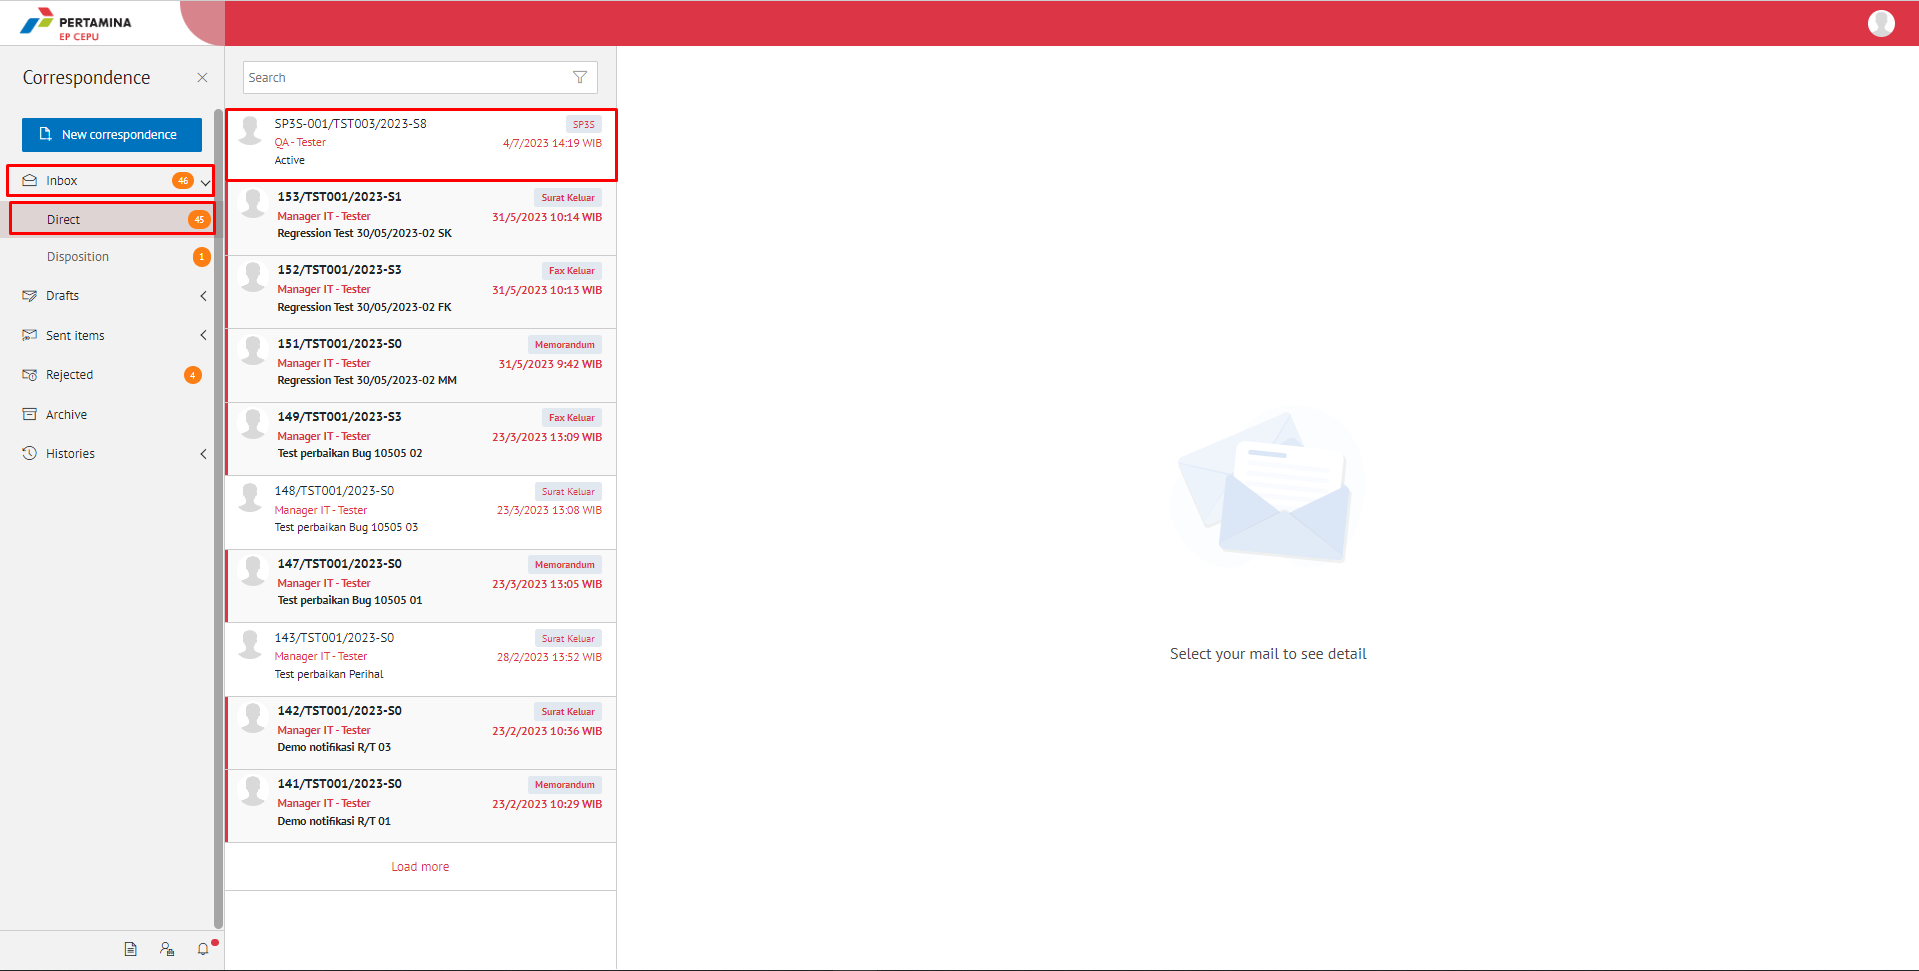 PERTAMINA
EP CEPU
Correspondence
New correspondence
Inbox 46
Direct 45
Disposition 1
Drafts
Sent items
Rejected 4
Archive
Histories
Search
SP3S-001/TST003/2023-S8 SP3S
QA - Tester 4/7/2023 14:19 WIB
Active
153/TST001/2023-S1 Surat Keluar
Manager IT - Tester 31/5/2023 10:14 WIB
Regression Test 30/05/2023-02 SK
152/TST001/2023-S3 Fax Keluar
Manager IT - Tester 31/5/2023 10:13 WIB
Regression Test 30/05/2023-02 FK
151/TST001/2023-S0 Memorandum
Manager IT - Tester 31/5/2023 9:42 WIB
Regression Test 30/05/2023-02 MM
149/TST001/2023-S3 Fax Keluar
Manager IT - Tester 23/3/2023 13:09 WIB
Test perbaikan Bug 10505 02
148/TST001/2023-S0 Surat Keluar
Manager IT - Tester 23/3/2023 13:08 WIB
Test perbaikan Bug 10505 03
147/TST001/2023-S0 Memorandum
Manager IT - Tester 23/3/2023 13:05 WIB
Test perbaikan Bug 10505 01
143/TST001/2023-S0 Surat Keluar
Manager IT - Tester 28/2/2023 13:52 WIB
Test perbaikan Perihal
142/TST001/2023-S0 Surat Keluar
Manager IT - Tester 23/2/2023 10:36 WIB
Demo notifikasi R/T 03
141/TST001/2023-S0 Memorandum
Manager IT - Tester 23/2/2023 10:29 WIB
Demo notifikasi R/T 01
Load more
Select your mail to see detail